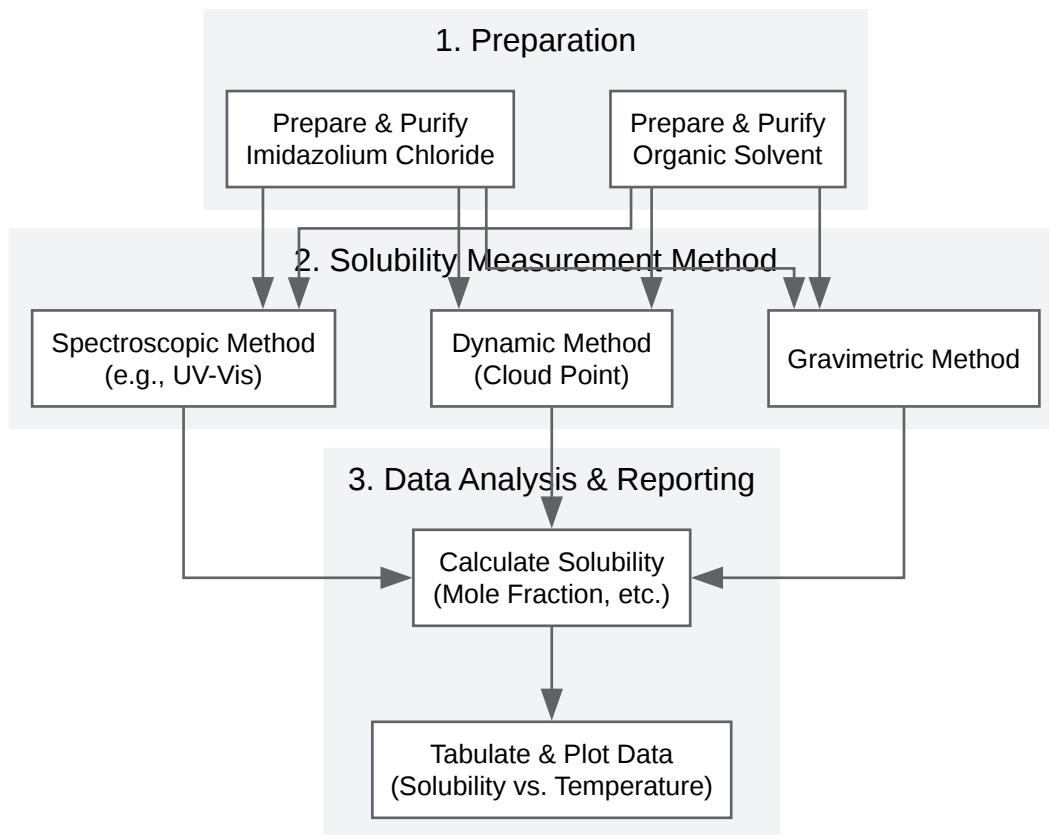 1. Preparation
Prepare & Purify
Imidazolium Chloride
Prepare & Purify
Organic Solvent
2. Solubility Measurement Method
Spectroscopic Method
(e.g., UV-Vis)
Dynamic Method
(Cloud Point)
Gravimetric Method
3. Data Analysis & Reporting
Calculate Solubility
(Mole Fraction, etc.)
Tabulate & Plot Data
(Solubility vs. Temperature)